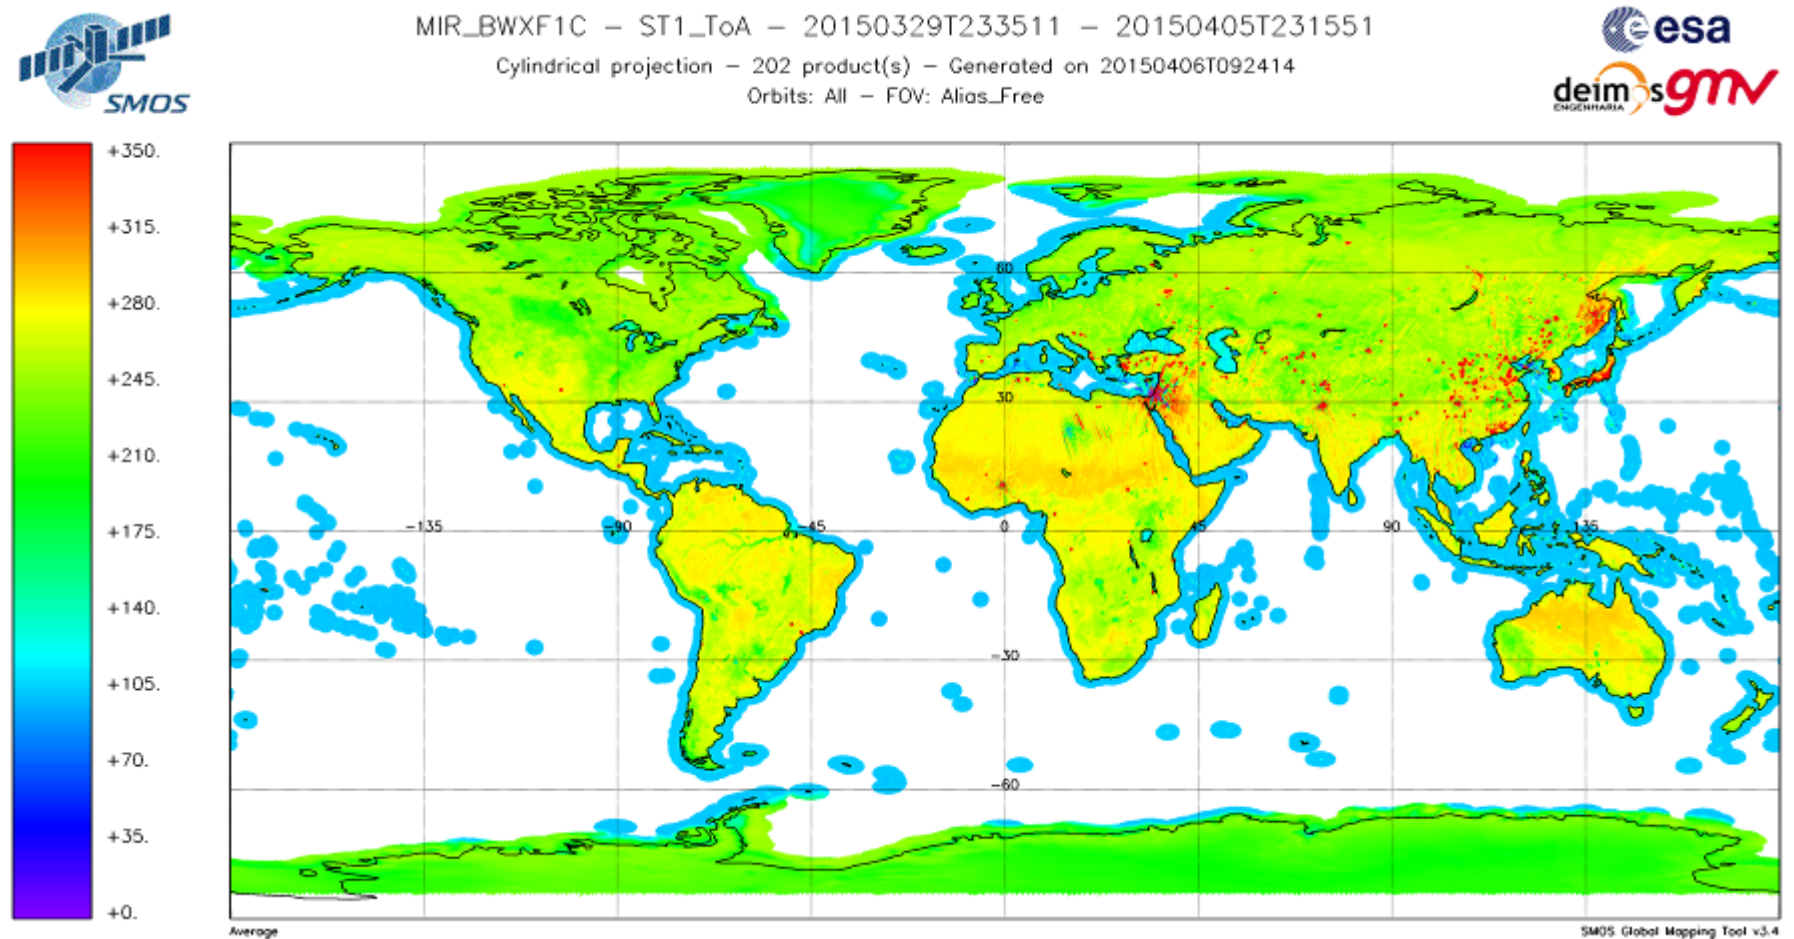 MIR_BWXF1C – ST1_ToA – 20150329T233511 – 20150405T231551
Cylindrical projection – 202 product(s) – Generated on 20150406T092414
Orbits: All – FOV: Alias_Free
SMOS
esa
deimos
ENGENHARIA
gmv
+350.
+315.
+280.
+245.
+210.
+175.
+140.
+105.
+70.
+35.
+0.
60
30
-135 -90 -45 0 45 90 135
-30
-60
Average
SMOS Global Mapping Tool v3.4